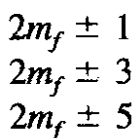 2m_f ± 1
2m_f ± 3
2m_f ± 5